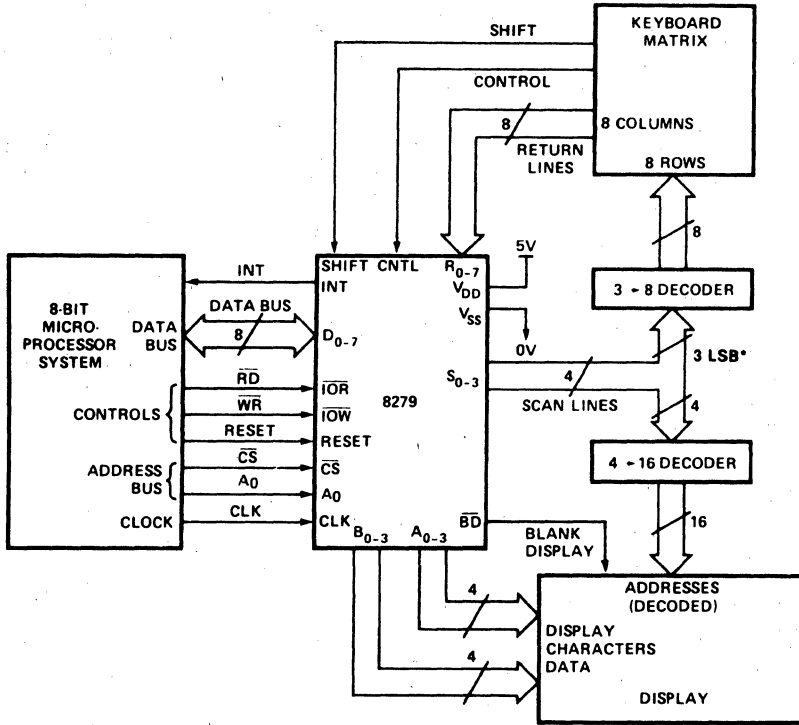 SHIFT
KEYBOARD
MATRIX
CONTROL
8
8 COLUMNS
RETURN
LINES
8 ROWS
8
5V
INT
SHIFT CNTL
R0-7
INT
VDD
3 - 8 DECODER
8-BIT
MICRO-
PROCESSOR
SYSTEM
DATA
BUS
DATA BUS
8
D0-7
VSS
0V
3 LSB*
S0-3
4
SCAN LINES
4
CONTROLS
RD
IOR
8279
WR
IOW
RESET
RESET
ADDRESS
BUS
CS
CS
A0
A0
4 - 16 DECODER
CLOCK
CLK
CLK
B0-3
A0-3
BD
BLANK
DISPLAY
16
ADDRESSES
(DECODED)
4
DISPLAY
CHARACTERS
DATA
4
DISPLAY